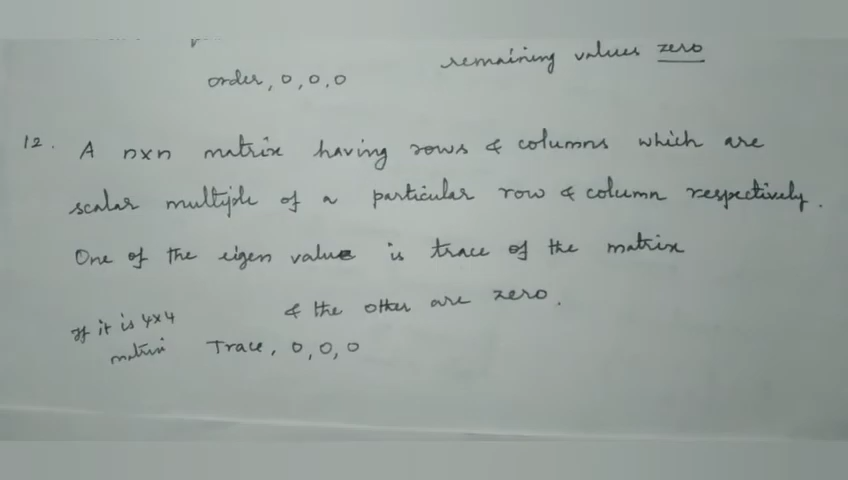 remaining values zero
order, 0, 0, 0
12. A nxn matrix having rows & columns which are
scalar multiple of a particular row & column respectively.
One of the eigen value is trace of the matrix
& the other are zero.
If it is 4x4
matrix Trace, 0, 0, 0